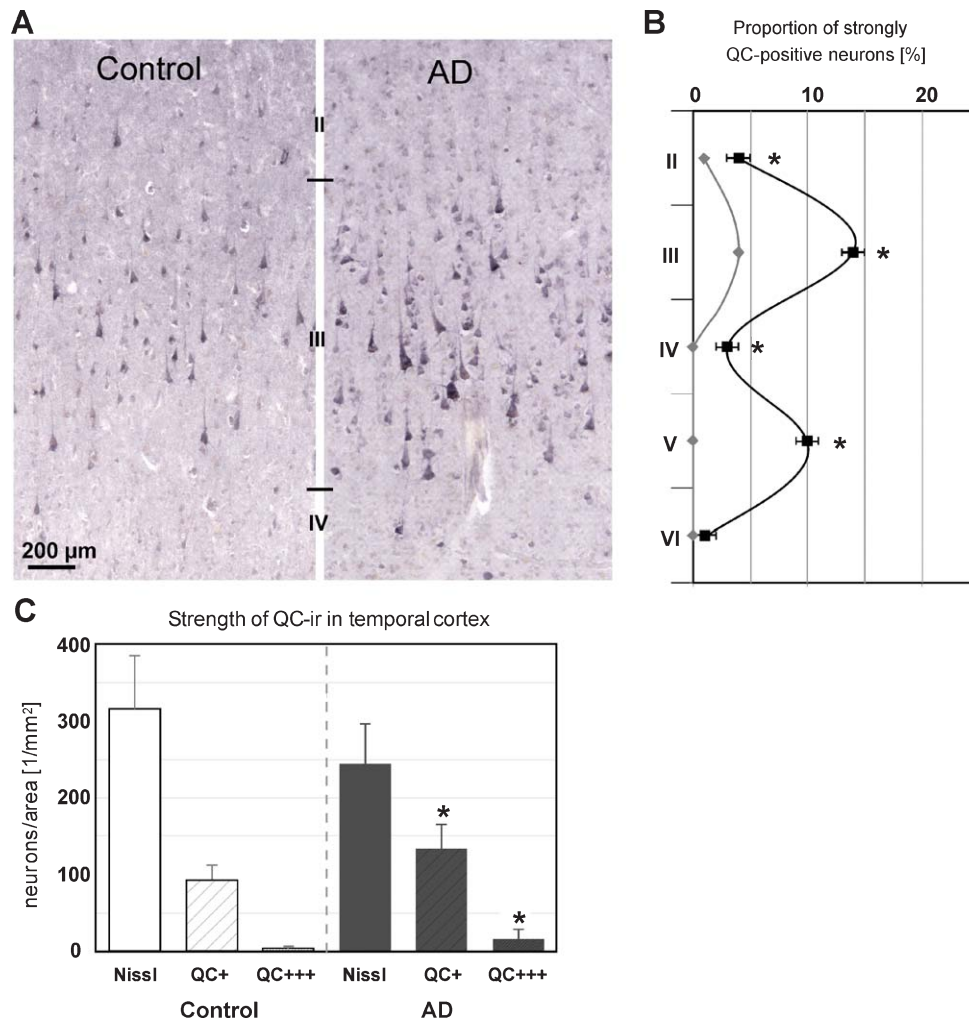 A
Control
AD
II
III
IV
200 µm
B
Proportion of strongly
QC-positive neurons [%]
0 10 20
II *
III *
IV *
V *
VI
C
Strength of QC-ir in temporal cortex
neurons/area [1/mm²]
400
300
200
100
0
* *
Nissl QC+ QC+++ Nissl QC+ QC+++
Control AD